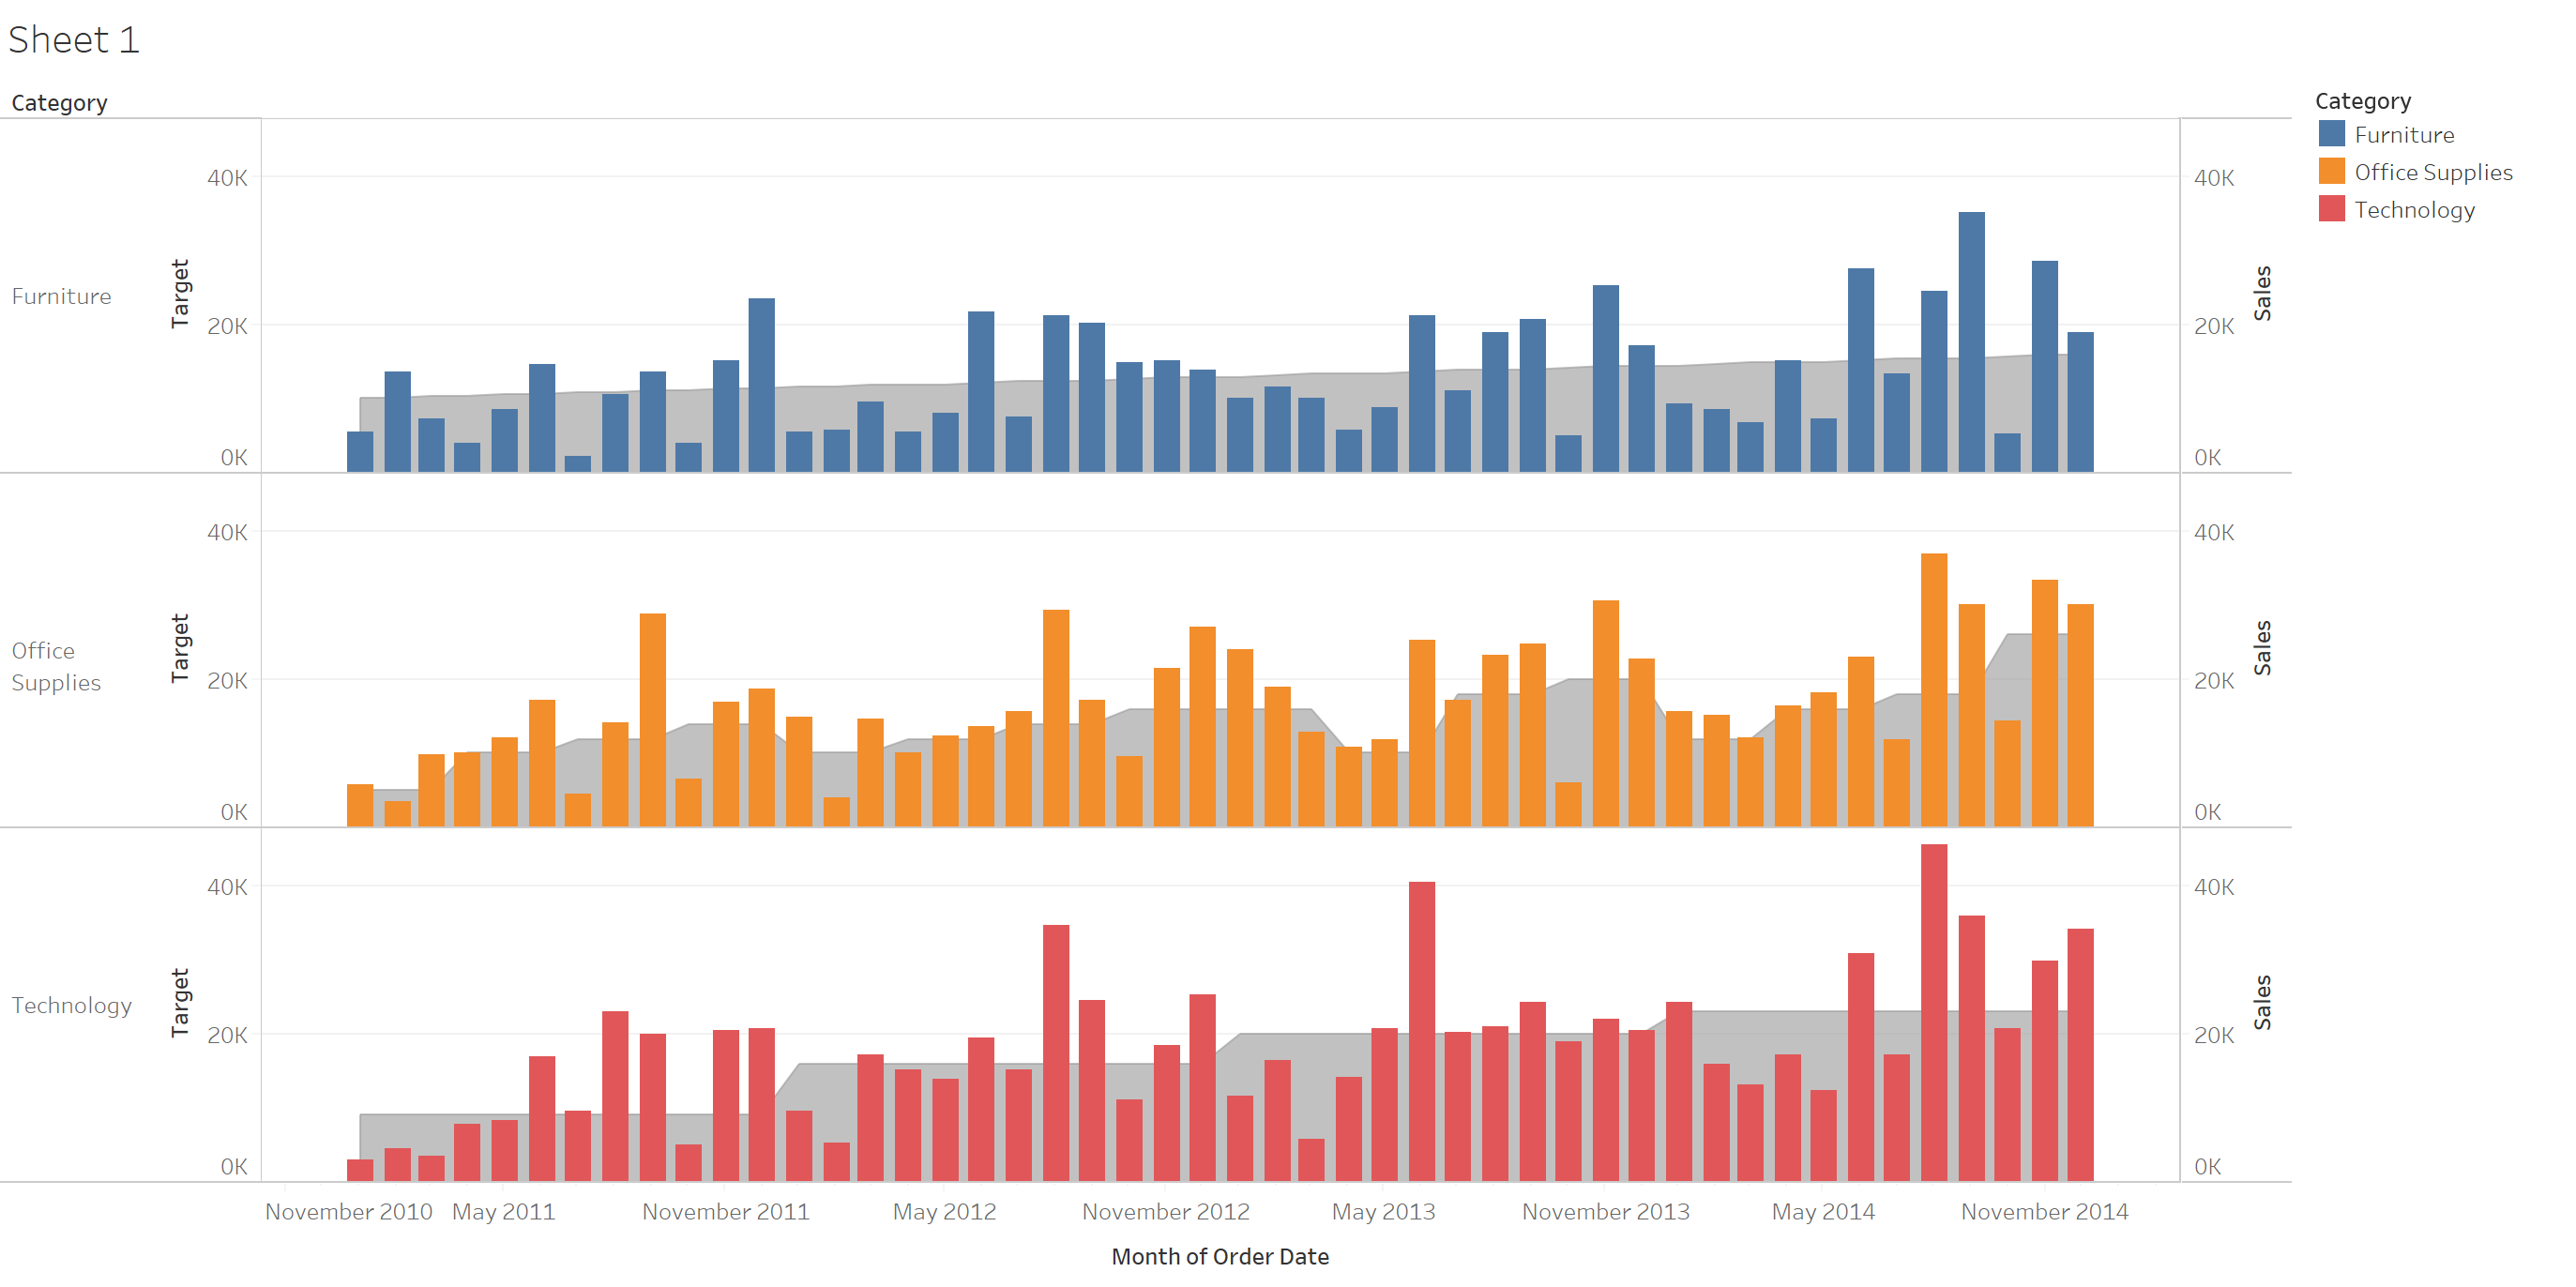 Sheet 1
Category
Furniture
Target
40K
20K
0K
40K
20K
0K
Sales
Office
Supplies
Target
40K
20K
0K
40K
20K
0K
Sales
Technology
Target
40K
20K
0K
40K
20K
0K
Sales
November 2010 May 2011 November 2011 May 2012 November 2012 May 2013 November 2013 May 2014 November 2014
Month of Order Date
Category
Furniture
Office Supplies
Technology